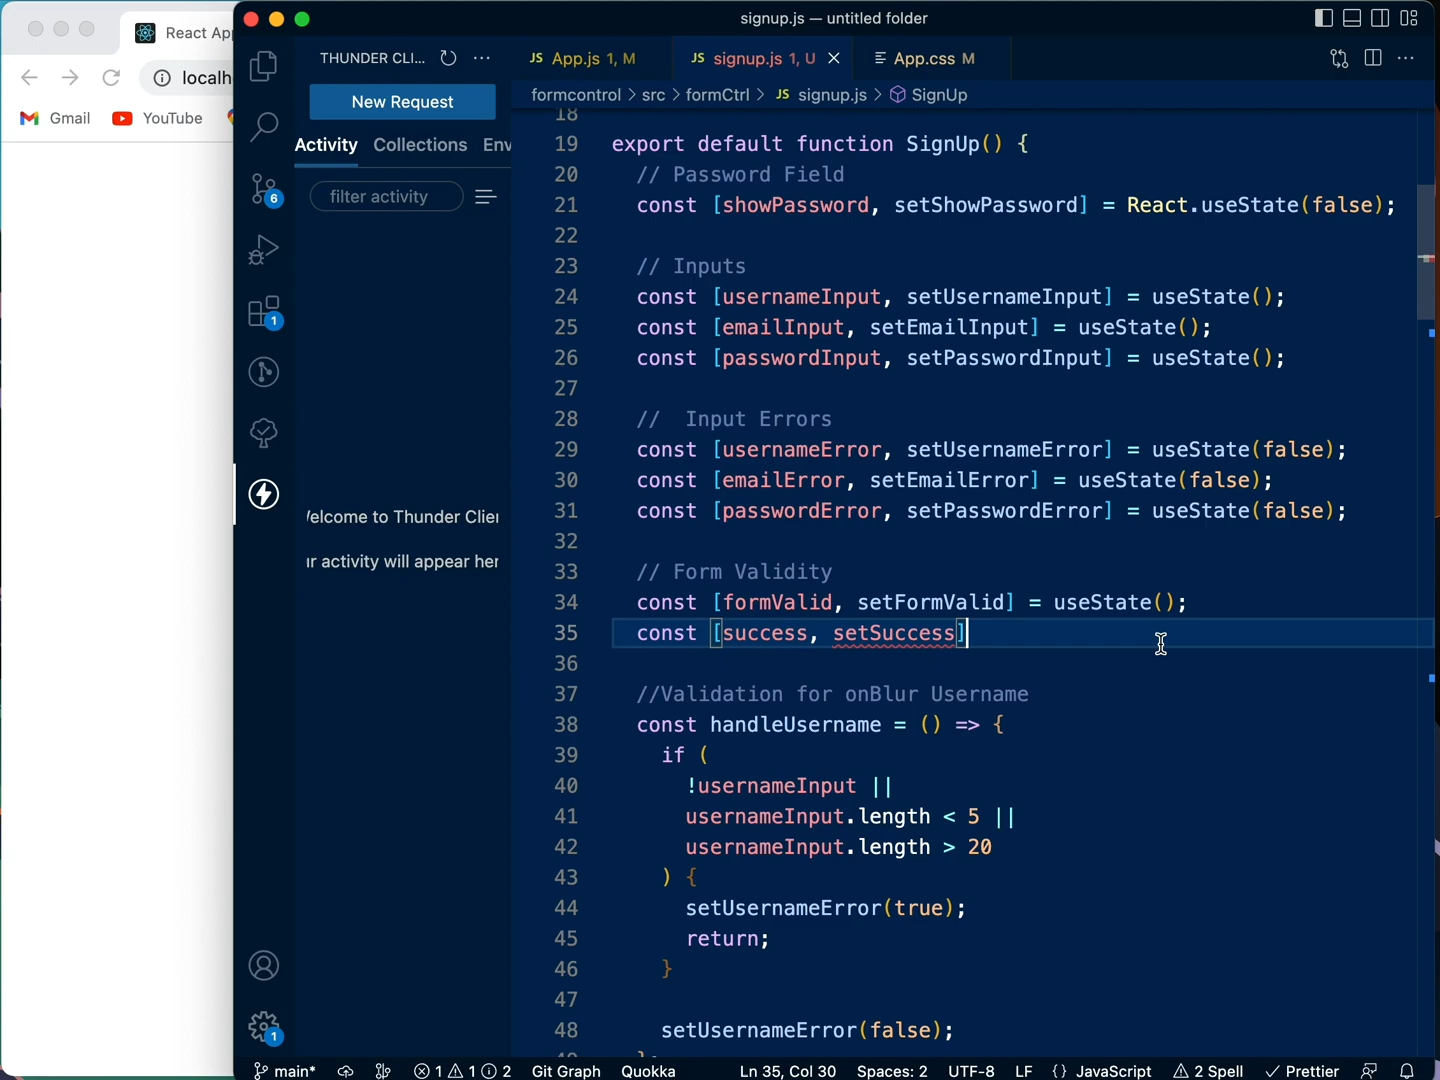 signup.js — untitled folder
React Ap
localh
Gmail
YouTube
THUNDER CLI...
New Request
Activity
Collections
Env
filter activity
elcome to Thunder Clie
r activity will appear her
JS App.js 1, M
JS signup.js 1, U
App.css M
formcontrol > src > formCtrl > JS signup.js > SignUp
18
19 export default function SignUp() {
20 // Password Field
21 const [showPassword, setShowPassword] = React.useState(false);
22
23 // Inputs
24 const [usernameInput, setUsernameInput] = useState();
25 const [emailInput, setEmailInput] = useState();
26 const [passwordInput, setPasswordInput] = useState();
27
28 //  Input Errors
29 const [usernameError, setUsernameError] = useState(false);
30 const [emailError, setEmailError] = useState(false);
31 const [passwordError, setPasswordError] = useState(false);
32
33 // Form Validity
34 const [formValid, setFormValid] = useState();
35 const [success, setSuccess]
36
37 //Validation for onBlur Username
38 const handleUsername = () => {
39 if (
40 !usernameInput ||
41 usernameInput.length < 5 ||
42 usernameInput.length > 20
43 ) {
44 setUsernameError(true);
45 return;
46 }
47
48 setUsernameError(false);
6
1
1
main*
1
1
2
Git Graph
Quokka
Ln 35, Col 30
Spaces: 2
UTF-8
LF
{} JavaScript
2 Spell
Prettier